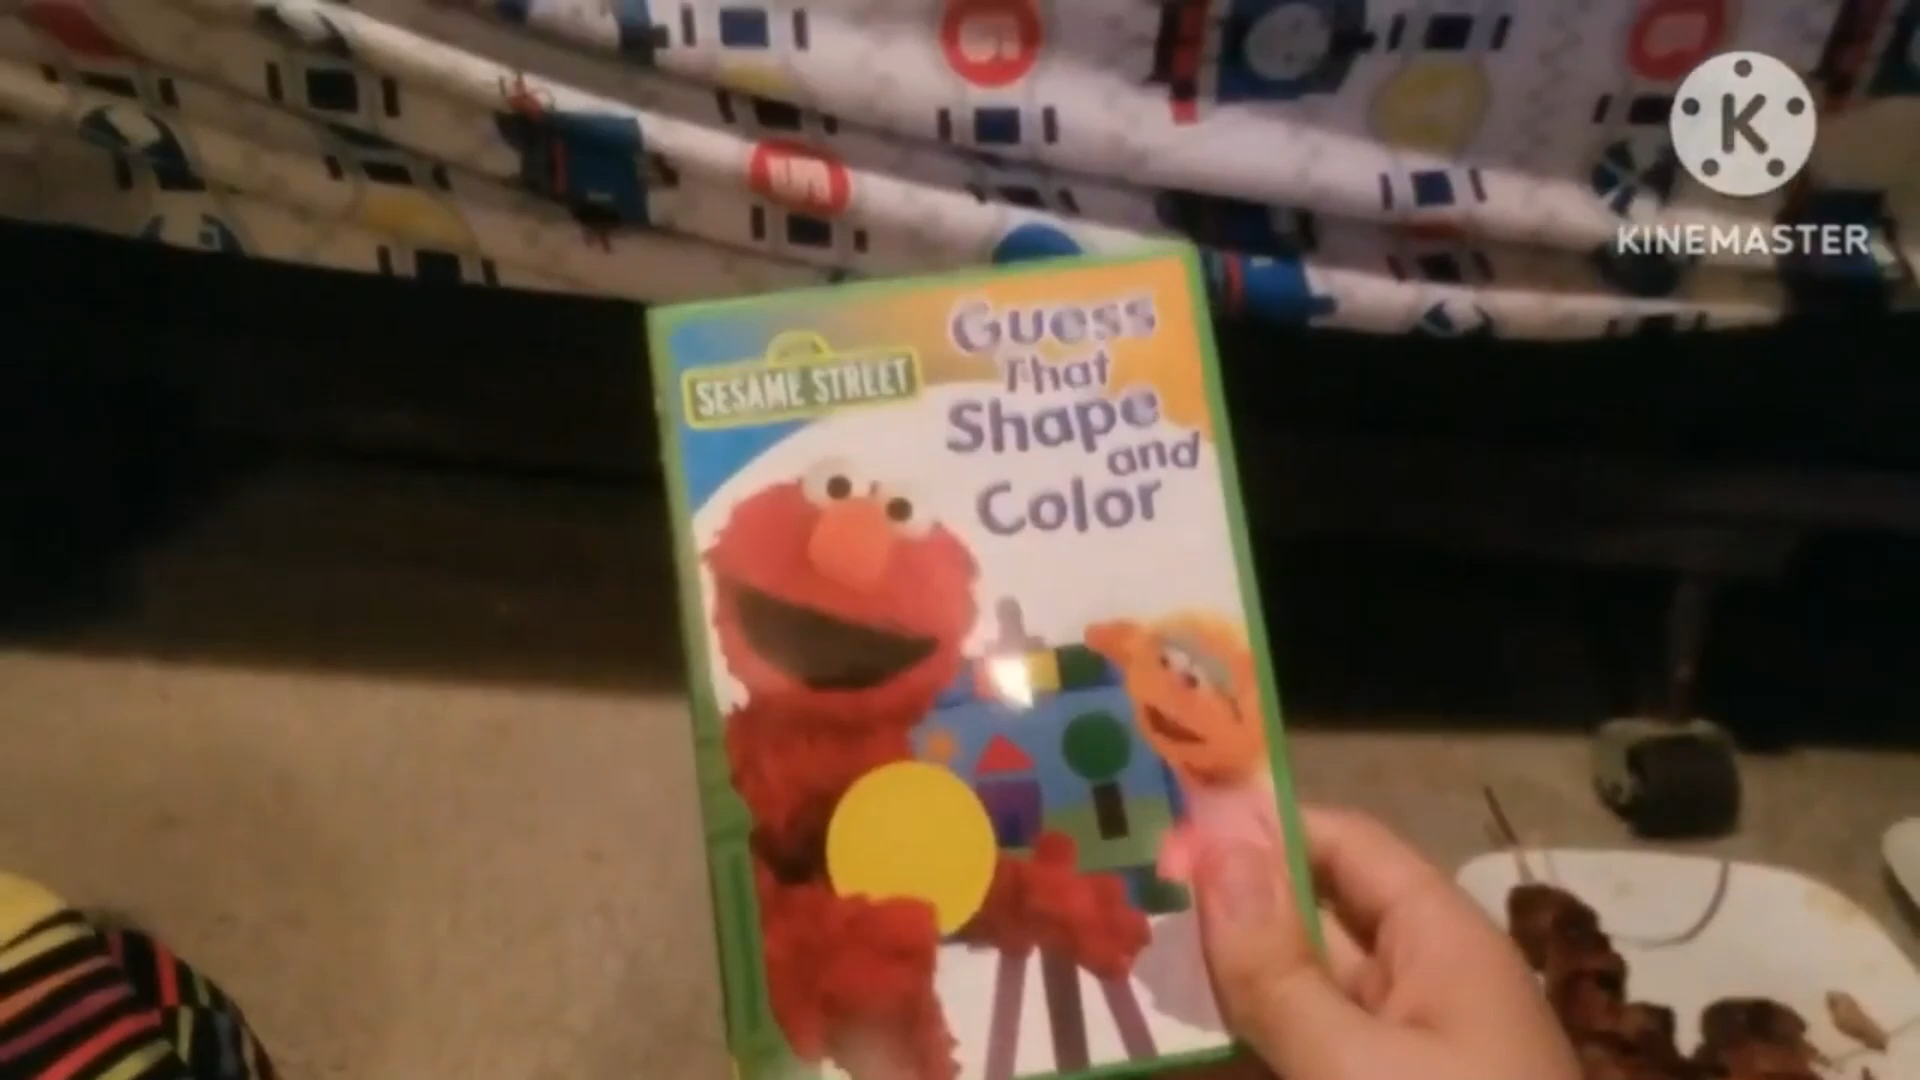 K
KINEMASTER
SESAME STREET
Guess
That
Shape
and
Color